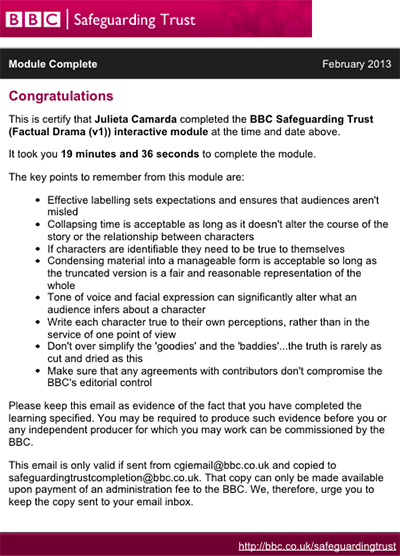 BBC Safeguarding Trust
Module Complete February 2013
Congratulations
This is certify that Julieta Camarda completed the BBC Safeguarding Trust
(Factual Drama (v1)) interactive module at the time and date above.
It took you 19 minutes and 36 seconds to complete the module.
The key points to remember from this module are:
• Effective labelling sets expectations and ensures that audiences aren't
misled
• Collapsing time is acceptable as long as it doesn't alter the course of the
story or the relationship between characters
• If characters are identifiable they need to be true to themselves
• Condensing material into a manageable form is acceptable so long as
the truncated version is a fair and reasonable representation of the
whole
• Tone of voice and facial expression can significantly alter what an
audience infers about a character
• Write each character true to their own perceptions, rather than in the
service of one point of view
• Don't over simplify the 'goodies' and the 'baddies'...the truth is rarely as
cut and dried as this
• Make sure that any agreements with contributors don't compromise the
BBC's editorial control
Please keep this email as evidence of the fact that you have completed the
learning specified. You may be required to produce such evidence before you or
any independent producer for which you may work can be commissioned by the
BBC.
This email is only valid if sent from cgiemail@bbc.co.uk and copied to
safeguardingtrustcompletion@bbc.co.uk. That copy can only be made available
upon payment of an administration fee to the BBC. We, therefore, urge you to
keep the copy sent to your email inbox.
http://bbc.co.uk/safeguardingtrust